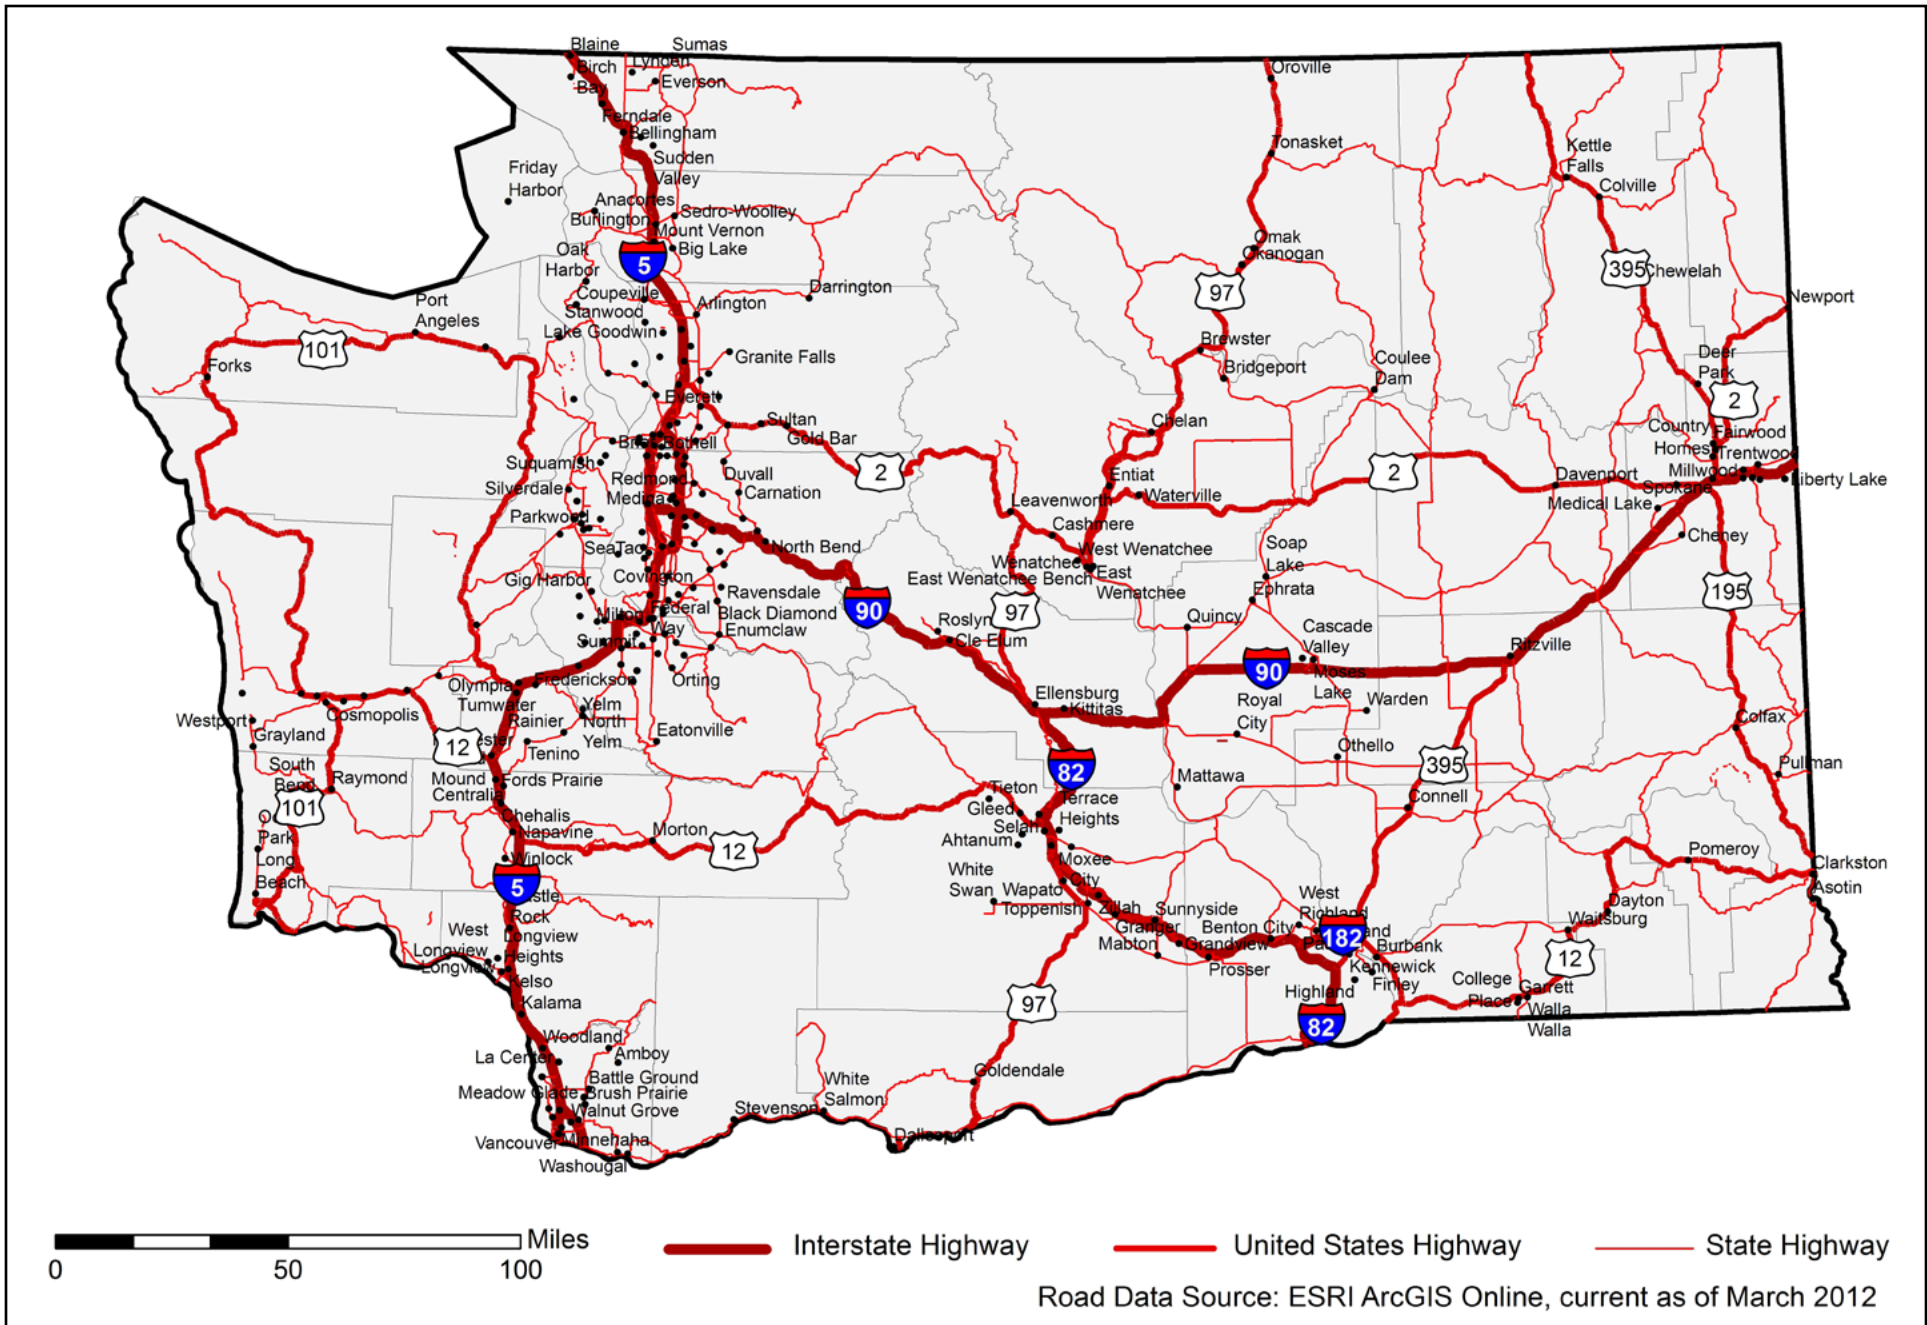 Blaine
Sumas
Birch
Bay
Lynden
Everson
Ferndale
Bellingham
Sudden
Valley
Friday
Harbor
Anacortes
Burlington
Sedro-Woolley
Mount Vernon
Big Lake
5
Oak
Harbor
Coupeville
Stanwood
Lake Goodwin
Arlington
Darrington
Granite Falls
Everett
Port
Angeles
101
Forks
Oroville
Tonasket
Omak
Okanogan
97
Brewster
Bridgeport
Coulee
Dam
Kettle
Falls
Colville
395
Chewelah
Newport
Deer
Park
2
Country
Homes
Fairwood
Trentwood
Millwood
Spokane
Liberty Lake
Davenport
Medical Lake
Cheney
195
Sultan
Gold Bar
2
Chelan
Entiat
Waterville
2
Leavenworth
Cashmere
West Wenatchee
Wenatchee
East Wenatchee Bench
East
Wenatchee
97
Bothell
Suquamish
Silverdale
Parkwood
Redmond
Medina
Duvall
Carnation
SeaTac
North Bend
Gig Harbor
Covington
Ravensdale
Black Diamond
Enumclaw
Milton
Federal
Way
Summit
90
Roslyn
Cle Elum
Soap
Lake
Ephrata
Quincy
Cascade
Valley
Moses
Lake
90
Ritzville
Olympia
Tumwater
Frederickson
Orting
Rainier
Yelm
North
Yelm
Tenino
Eatonville
Ellensburg
Kittitas
Royal
City
Warden
Othello
Mattawa
395
Connell
Colfax
Pullman
Westport
Grayland
Cosmopolis
12
South
Bend
Raymond
101
Park
Long
Beach
Mound
Fords Prairie
Centralia
Chehalis
Napavine
Winlock
Morton
12
82
Tieton
Gleed
Selah
Terrace
Heights
Ahtanum
Moxee
City
White
Swan
Wapato
Toppenish
Zillah
Granger
Sunnyside
Mabton
Grandview
Prosser
Benton City
West
Richland
182
Burbank
Kennewick
Finley
Highland
82
College
Place
Garrett
Walla
Walla
12
Waitsburg
Dayton
Pomeroy
Clarkston
Asotin
5
Rock
West
Longview
Longview
Heights
Longview
Kelso
Kalama
Woodland
La Center
Amboy
Battle Ground
Meadow Glade
Brush Prairie
Walnut Grove
Vancouver
Minnehaha
Washougal
Stevenson
White
Salmon
97
Goldendale
Dallesport
Miles
0 50 100
Interstate Highway
United States Highway
State Highway
Road Data Source: ESRI ArcGIS Online, current as of March 2012